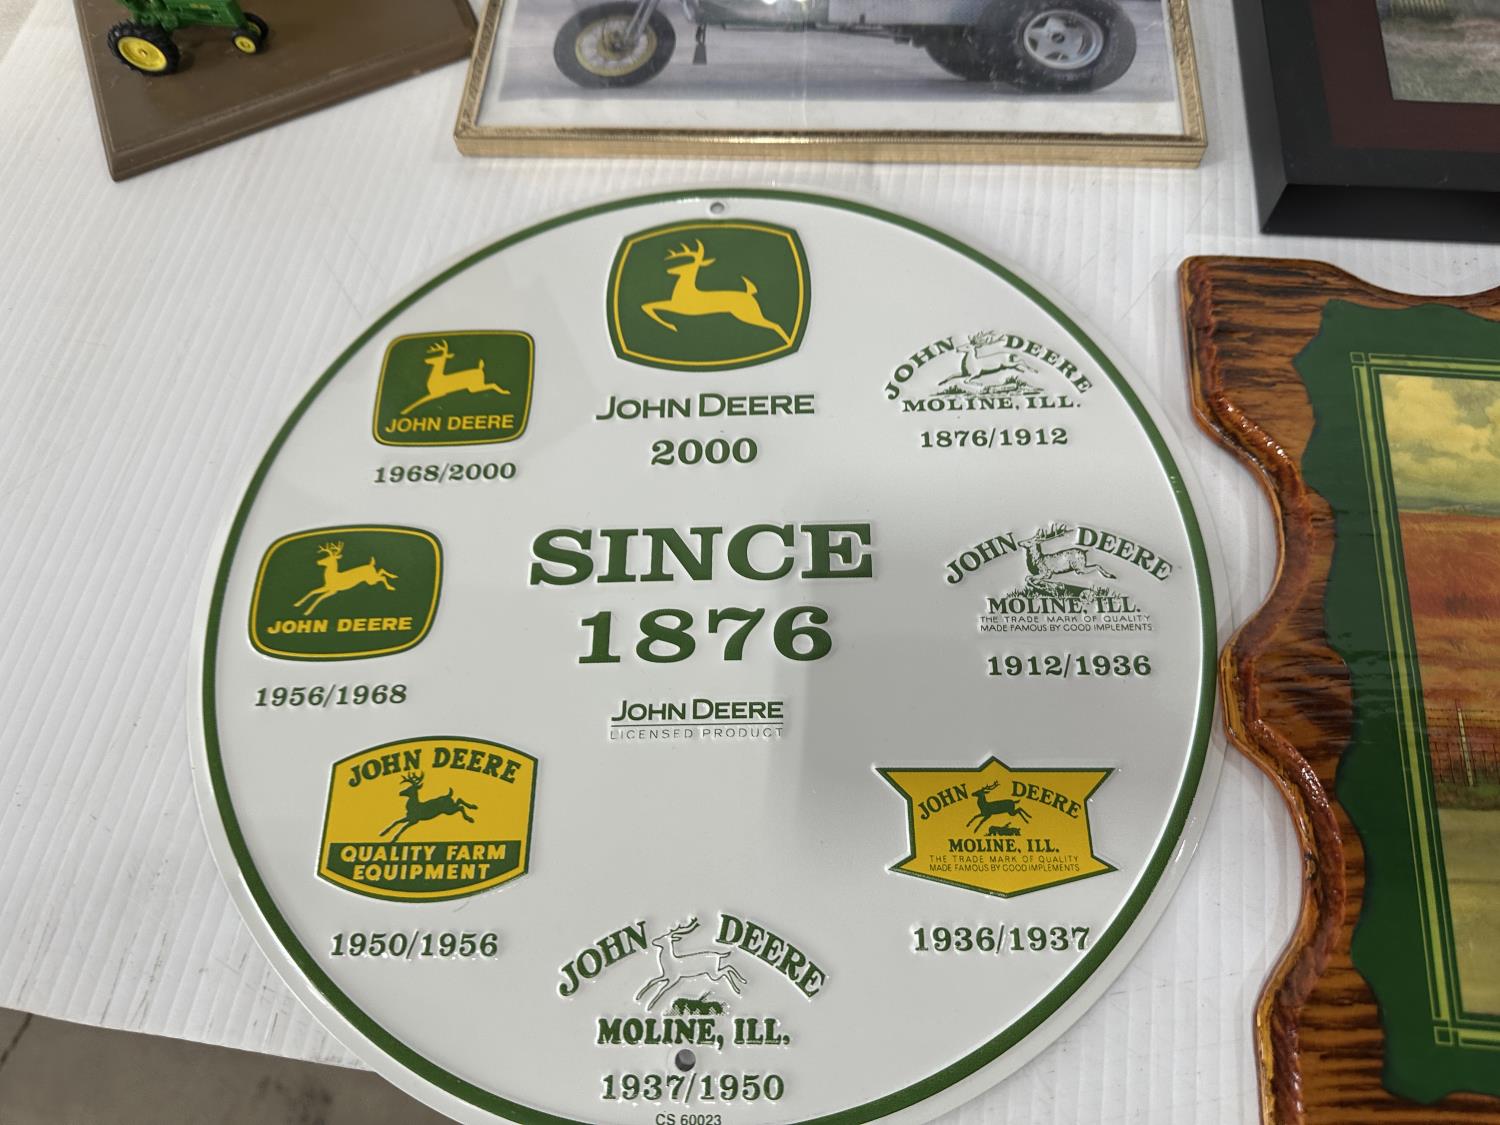 JOHN DEERE
2000
JOHN DEERE
MOLINE, ILL.
1876/1912
JOHN DEERE
MOLINE, ILL.
THE TRADE MARK OF QUALITY
MADE FAMOUS BY GOOD IMPLEMENTS
1912/1936
JOHN DEERE
MOLINE, ILL.
THE TRADE MARK OF QUALITY
MADE FAMOUS BY GOOD IMPLEMENTS
1936/1937
JOHN DEERE
MOLINE, ILL.
1937/1950
CS 60023
JOHN DEERE
QUALITY FARM
EQUIPMENT
1950/1956
JOHN DEERE
1956/1968
JOHN DEERE
1968/2000
SINCE
1876
JOHN DEERE
LICENSED PRODUCT